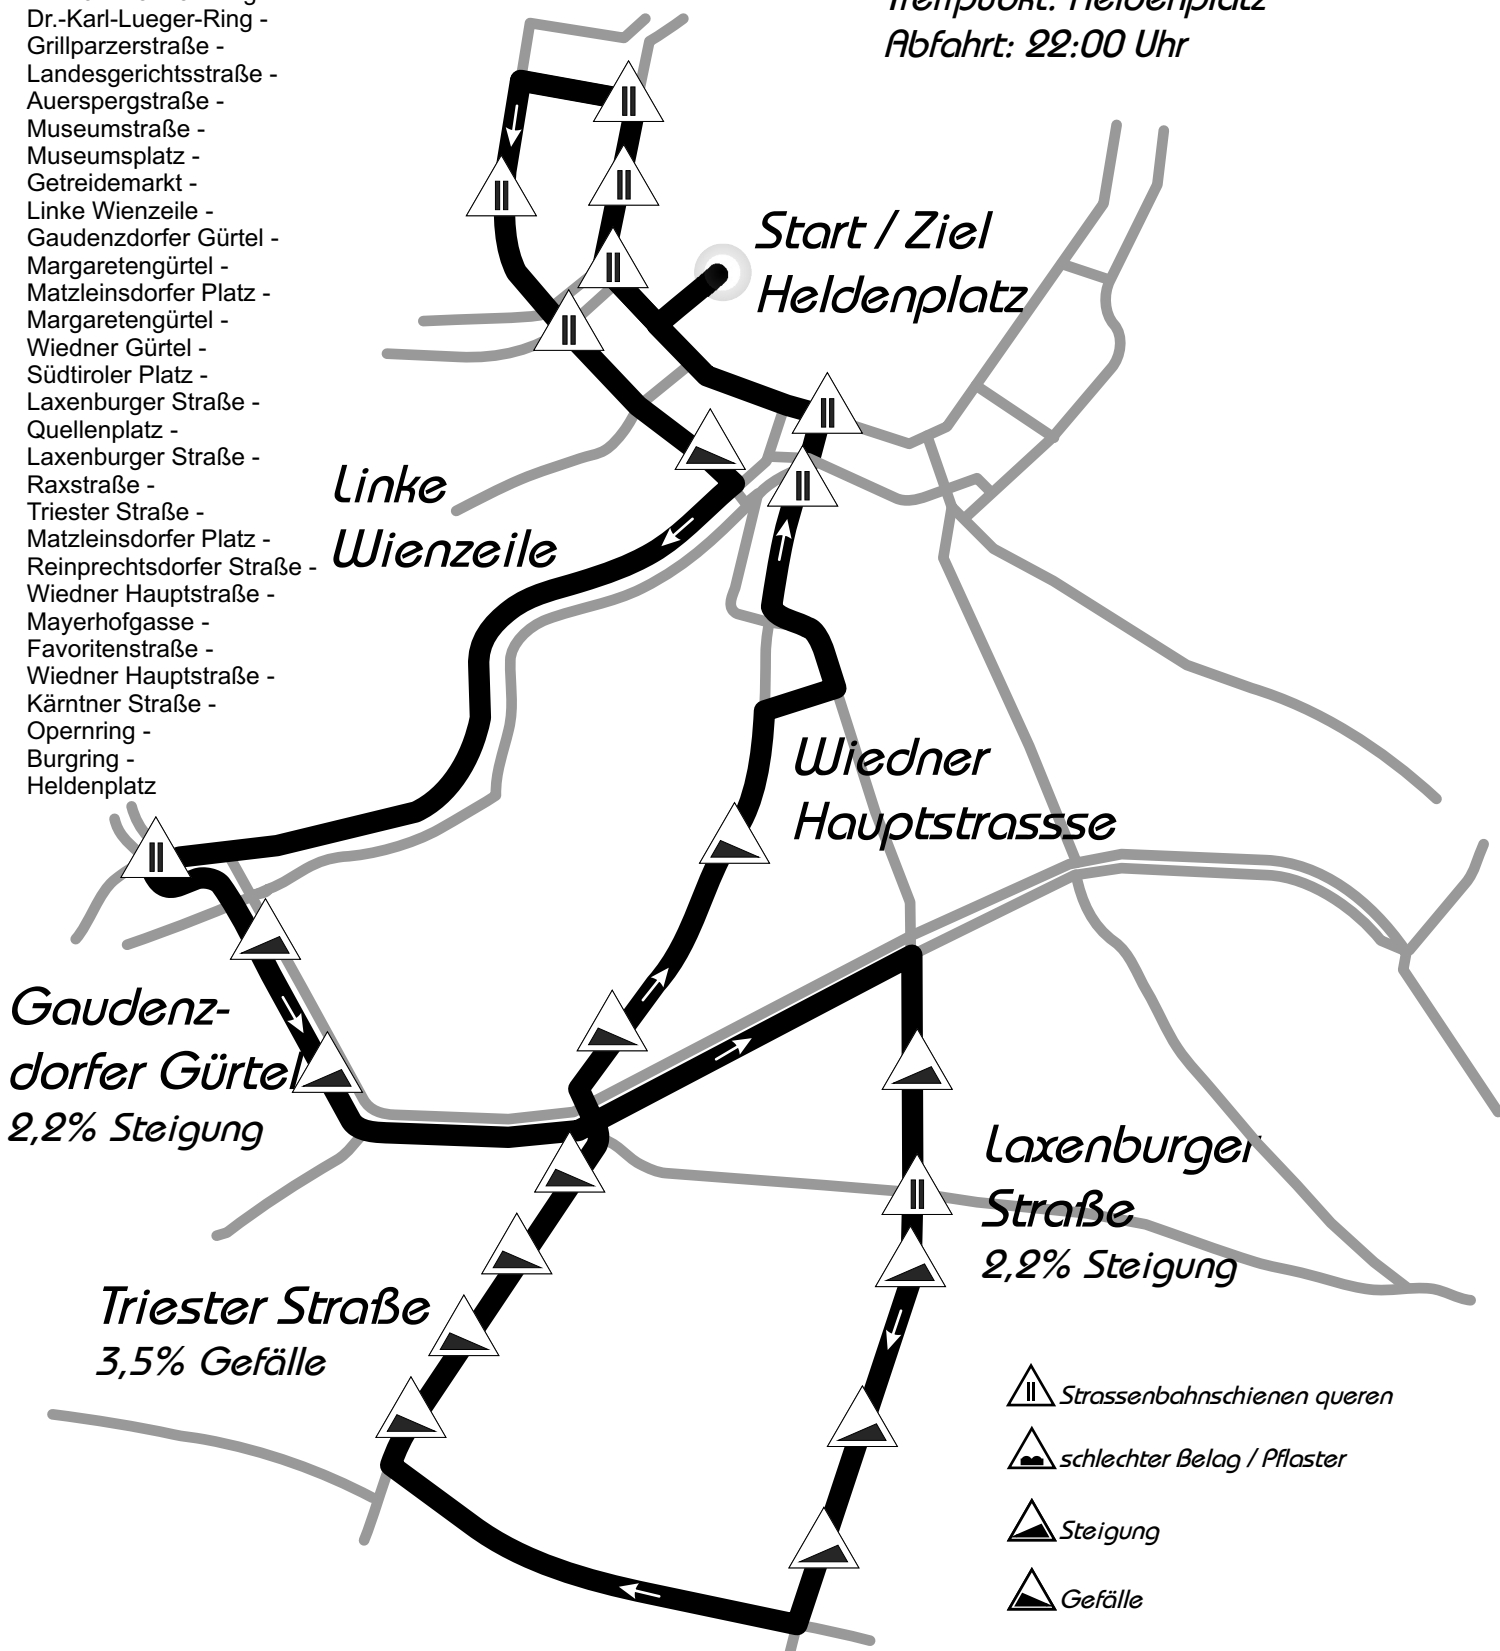 Dr.-Karl-Lueger-Ring -
Grillparzerstraße -
Landesgerichtsstraße -
Auerspergstraße -
Museumstraße -
Museumsplatz -
Getreidemarkt -
Linke Wienzeile -
Gaudenzdorfer Gürtel -
Margaretengürtel -
Matzleinsdorfer Platz -
Margaretengürtel -
Wiedner Gürtel -
Südtiroler Platz -
Laxenburger Straße -
Quellenplatz -
Laxenburger Straße -
Raxstraße -
Triester Straße -
Matzleinsdorfer Platz -
Reinprechtsdorfer Straße -
Wiedner Hauptstraße -
Mayerhofgasse -
Favoritenstraße -
Wiedner Hauptstraße -
Kärntner Straße -
Opernring -
Burgring -
Heldenplatz
Treffpunkt: Heldenplatz
Abfahrt: 22:00 Uhr
Start / Ziel
Heldenplatz
Linke
Wienzeile
Wiedner
Hauptstrassse
Gaudenz-
dorfer Gürtel
2,2% Steigung
Laxenburger
Straße
2,2% Steigung
Triester Straße
3,5% Gefälle
Strassenbahnschienen queren
schlechter Belag / Pflaster
Steigung
Gefälle